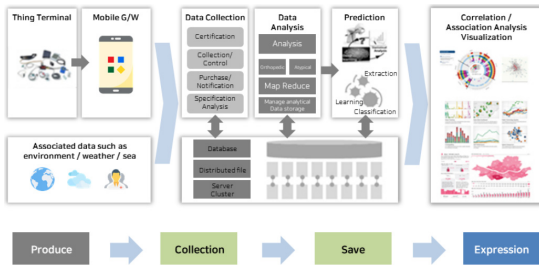 Thing Terminal
Mobile G/W
Data Collection
Certification
Collection/
Control
Purchase/
Notification
Specification
Analysis
Data
Analysis
Analysis
Orthopedic
Atypical
Map Reduce
Manage analytical
Data storage
Prediction
Extraction
Learning
Classification
Correlation /
Association Analysis
Visualization
Associated data such as
environment / weather / sea
Database
Distributed file
Server
Cluster
Produce
Collection
Save
Expression